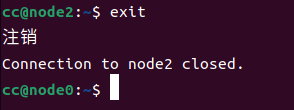 cc@node2:~$ exit
注销
Connection to node2 closed.
cc@node0:~$